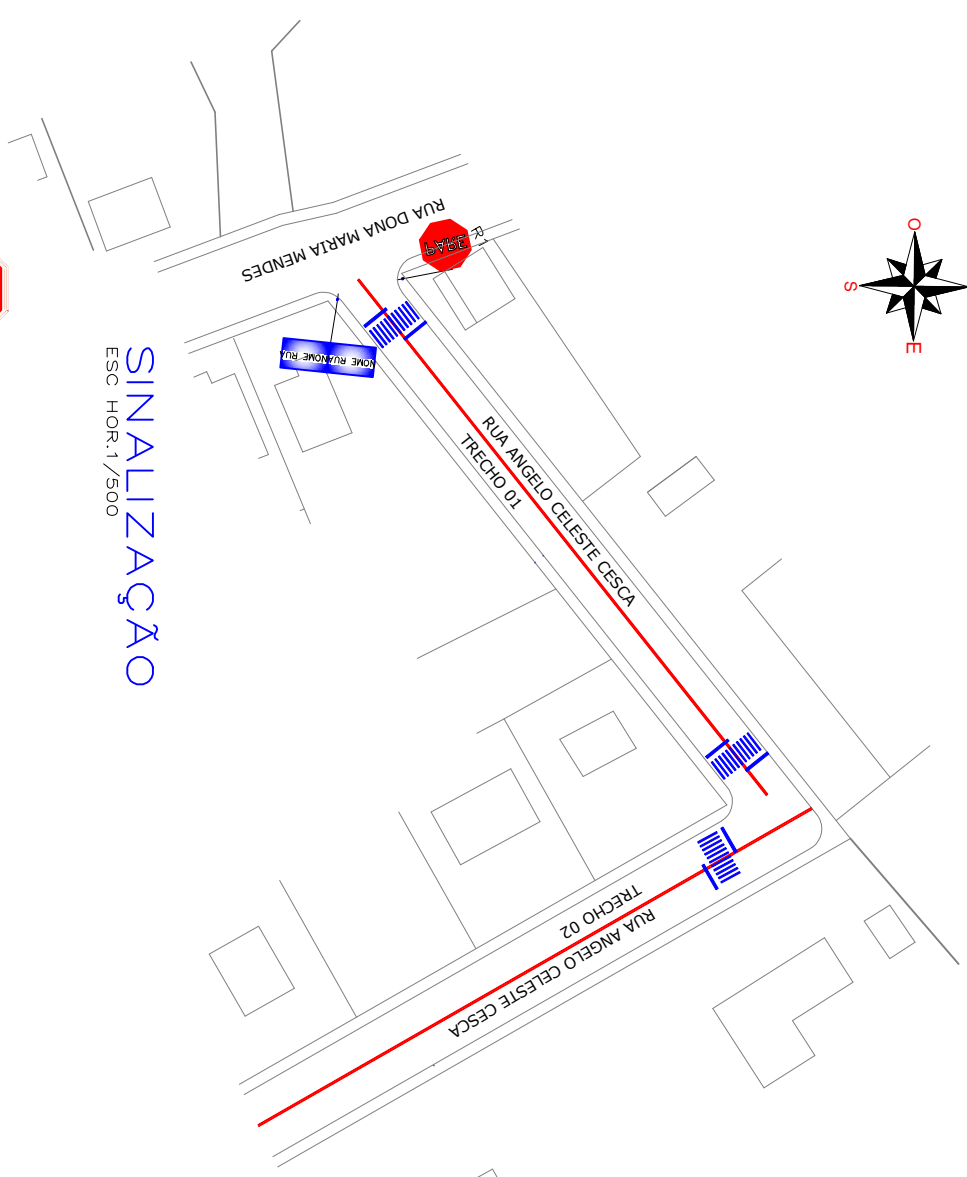 SINALIZAÇÃO
ESC HOR.1/500
RUA DONA MARIA MENDES
PARE
R-1
NOME RUA
NOME RUA
RUA ANGELO CELESTE CESCA
TRECHO 01
TRECHO 02
RUA ANGELO CELESTE CESCA
O
S
E